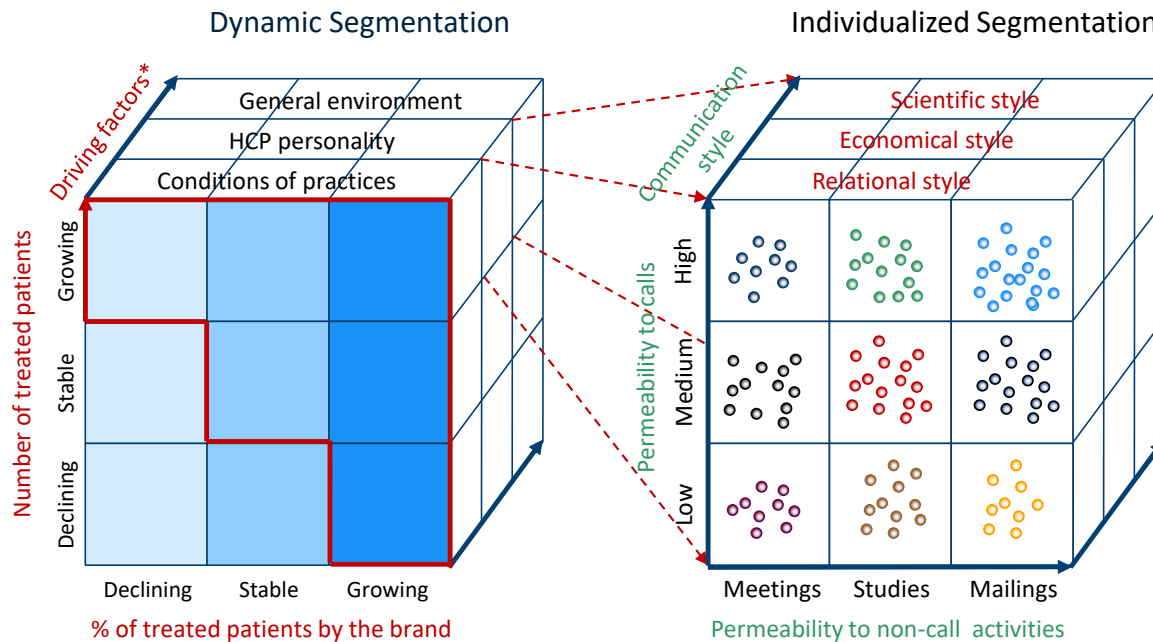 Dynamic Segmentation
Driving factors*
General environment
HCP personality
Conditions of practices
Number of treated patients
Growing
Stable
Declining
Declining
Stable
Growing
% of treated patients by the brand
Individualized Segmentation
Communication
style
Scientific style
Economical style
Relational style
Permeability to calls
High
Medium
Low
Meetings
Studies
Mailings
Permeability to non-call activities